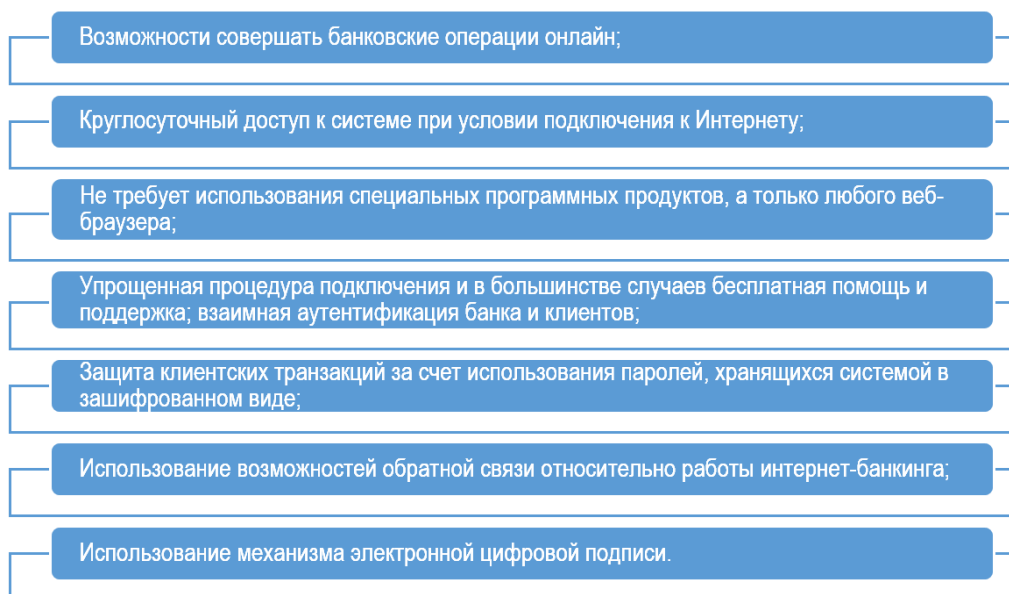 Возможности совершать банковские операции онлайн;
Круглосуточный доступ к системе при условии подключения к Интернету;
Не требует использования специальных программных продуктов, а только любого веб-
браузера;
Упрощенная процедура подключения и в большинстве случаев бесплатная помощь и
поддержка; взаимная аутентификация банка и клиентов;
Защита клиентских транзакций за счет использования паролей, хранящихся системой в
зашифрованном виде;
Использование возможностей обратной связи относительно работы интернет-банкинга;
Использование механизма электронной цифровой подписи.